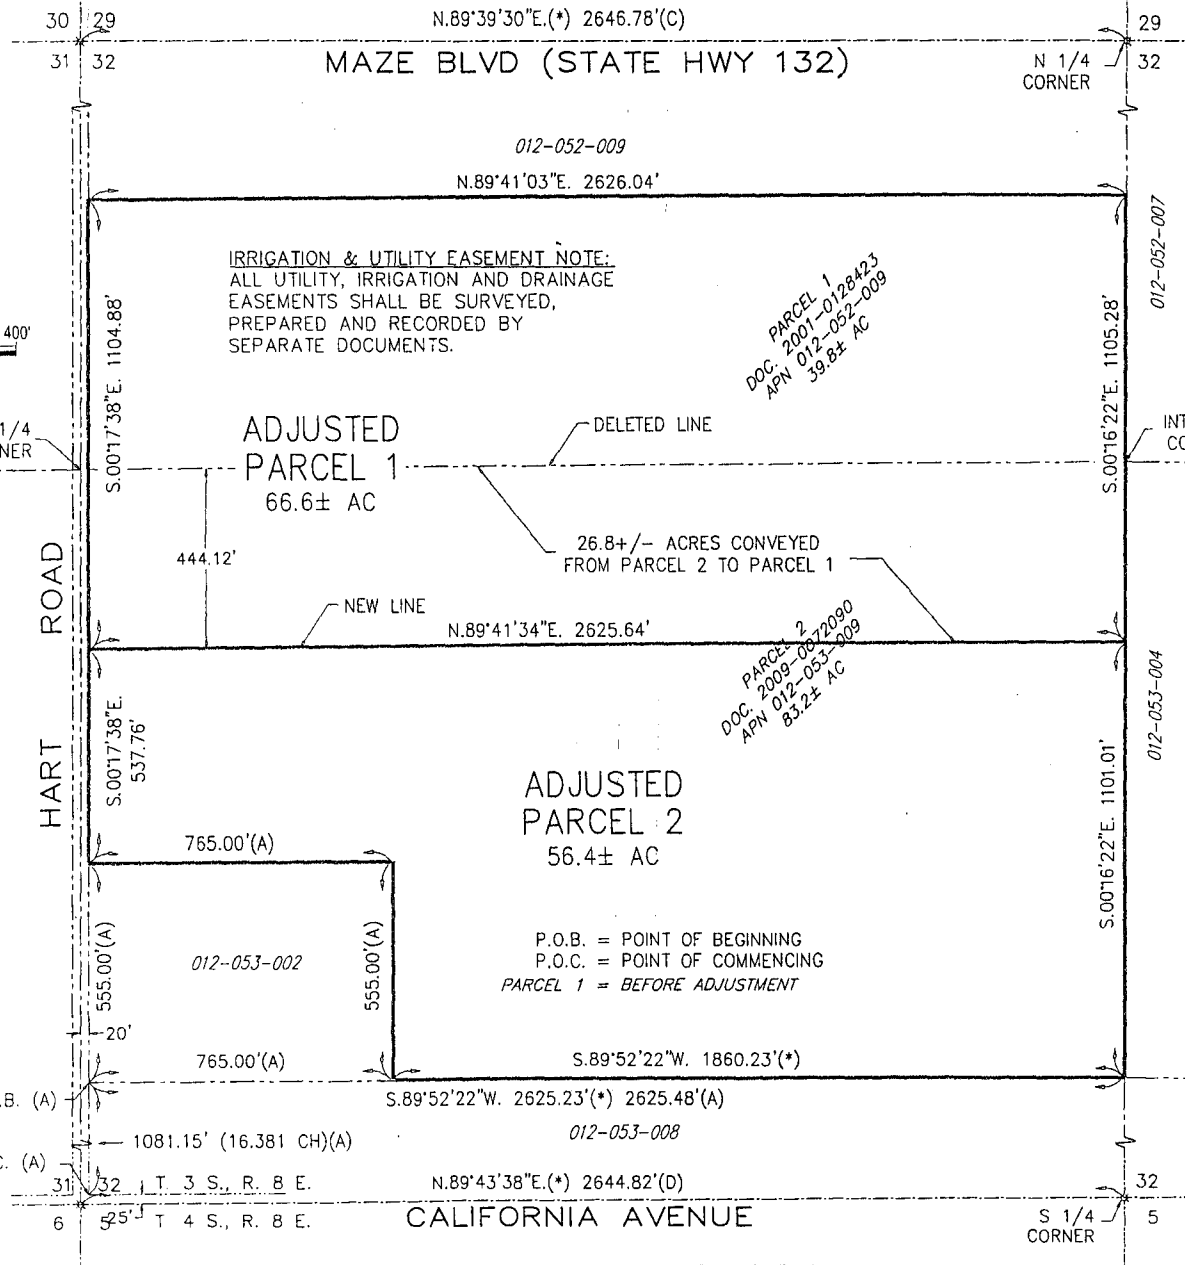 30 29
N.89°39'30"E.(*) 2646.78'(C)
29
31 32
MAZE BLVD (STATE HWY 132)
N 1/4
CORNER
32
012-052-009
N.89°41'03"E. 2626.04'
012-052-007
IRRIGATION & UTILITY EASEMENT NOTE:
ALL UTILITY, IRRIGATION AND DRAINAGE
EASEMENTS SHALL BE SURVEYED,
PREPARED AND RECORDED BY
SEPARATE DOCUMENTS.
PARCEL 1
DOC. 2001-0128423
APN 012-052-009
39.8± AC
400'
S.00°17'38"E. 1104.88'
S.00°16'22"E. 1105.28'
1/4
NER
ADJUSTED
PARCEL 1
66.6± AC
DELETED LINE
INT
CO
444.12'
26.8+/- ACRES CONVEYED
FROM PARCEL 2 TO PARCEL 1
HART ROAD
NEW LINE
N.89°41'34"E. 2625.64'
PARCEL 2
DOC. 2009-0872090
APN 012-053-009
83.2± AC
012-053-004
S.00°17'38"E.
537.76'
S.00°16'22"E. 1101.01'
ADJUSTED
PARCEL 2
56.4± AC
765.00'(A)
555.00'(A)
012-053-002
555.00'(A)
P.O.B. = POINT OF BEGINNING
P.O.C. = POINT OF COMMENCING
PARCEL 1 = BEFORE ADJUSTMENT
20'
765.00'(A)
S.89°52'22"W. 1860.23'(*)
.B. (A)
S.89°52'22"W. 2625.23'(*) 2625.48'(A)
012-053-008
1081.15' (16.381 CH)(A)
C. (A)
31 32 T. 3 S., R. 8 E.
N.89°43'38"E.(*) 2644.82'(D)
32
6 5 25' T 4 S., R. 8 E.
CALIFORNIA AVENUE
S 1/4
CORNER
5